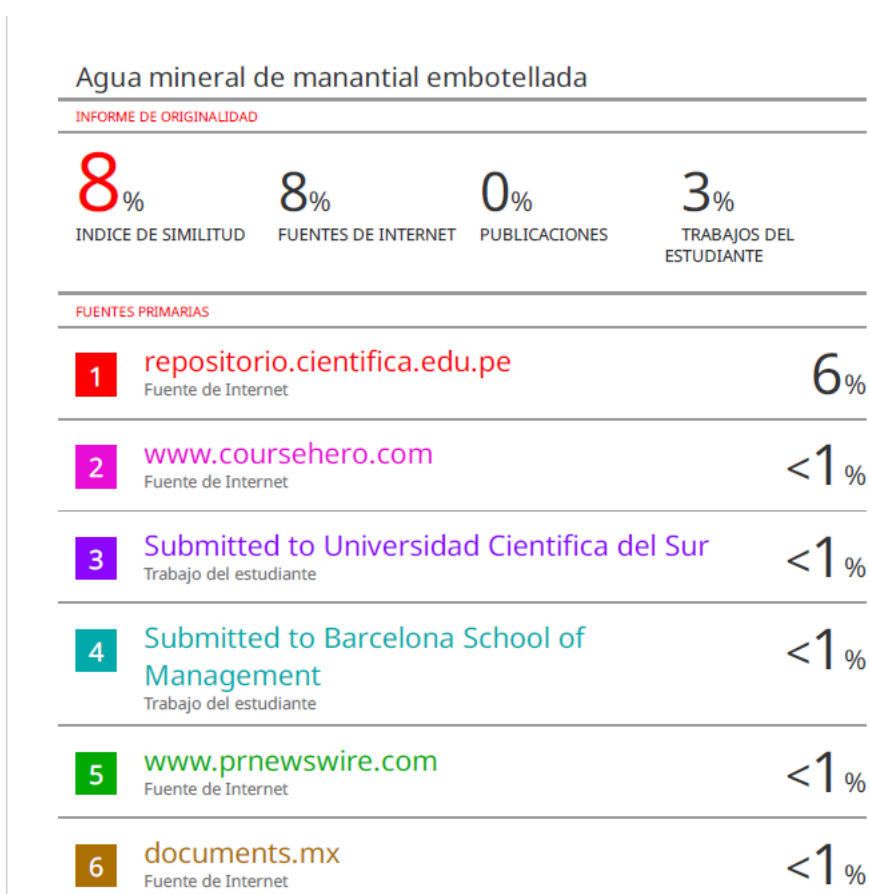 Agua mineral de manantial embotellada
INFORME DE ORIGINALIDAD
8%
8%
0%
3%
INDICE DE SIMILITUD
FUENTES DE INTERNET
PUBLICACIONES
TRABAJOS DEL
ESTUDIANTE
FUENTES PRIMARIAS
1
repositorio.cientifica.edu.pe
Fuente de Internet
6%
2
www.coursehero.com
Fuente de Internet
<1%
3
Submitted to Universidad Cientifica del Sur
Trabajo del estudiante
<1%
4
Submitted to Barcelona School of
Management
Trabajo del estudiante
<1%
5
www.prnewswire.com
Fuente de Internet
<1%
6
documents.mx
Fuente de Internet
<1%